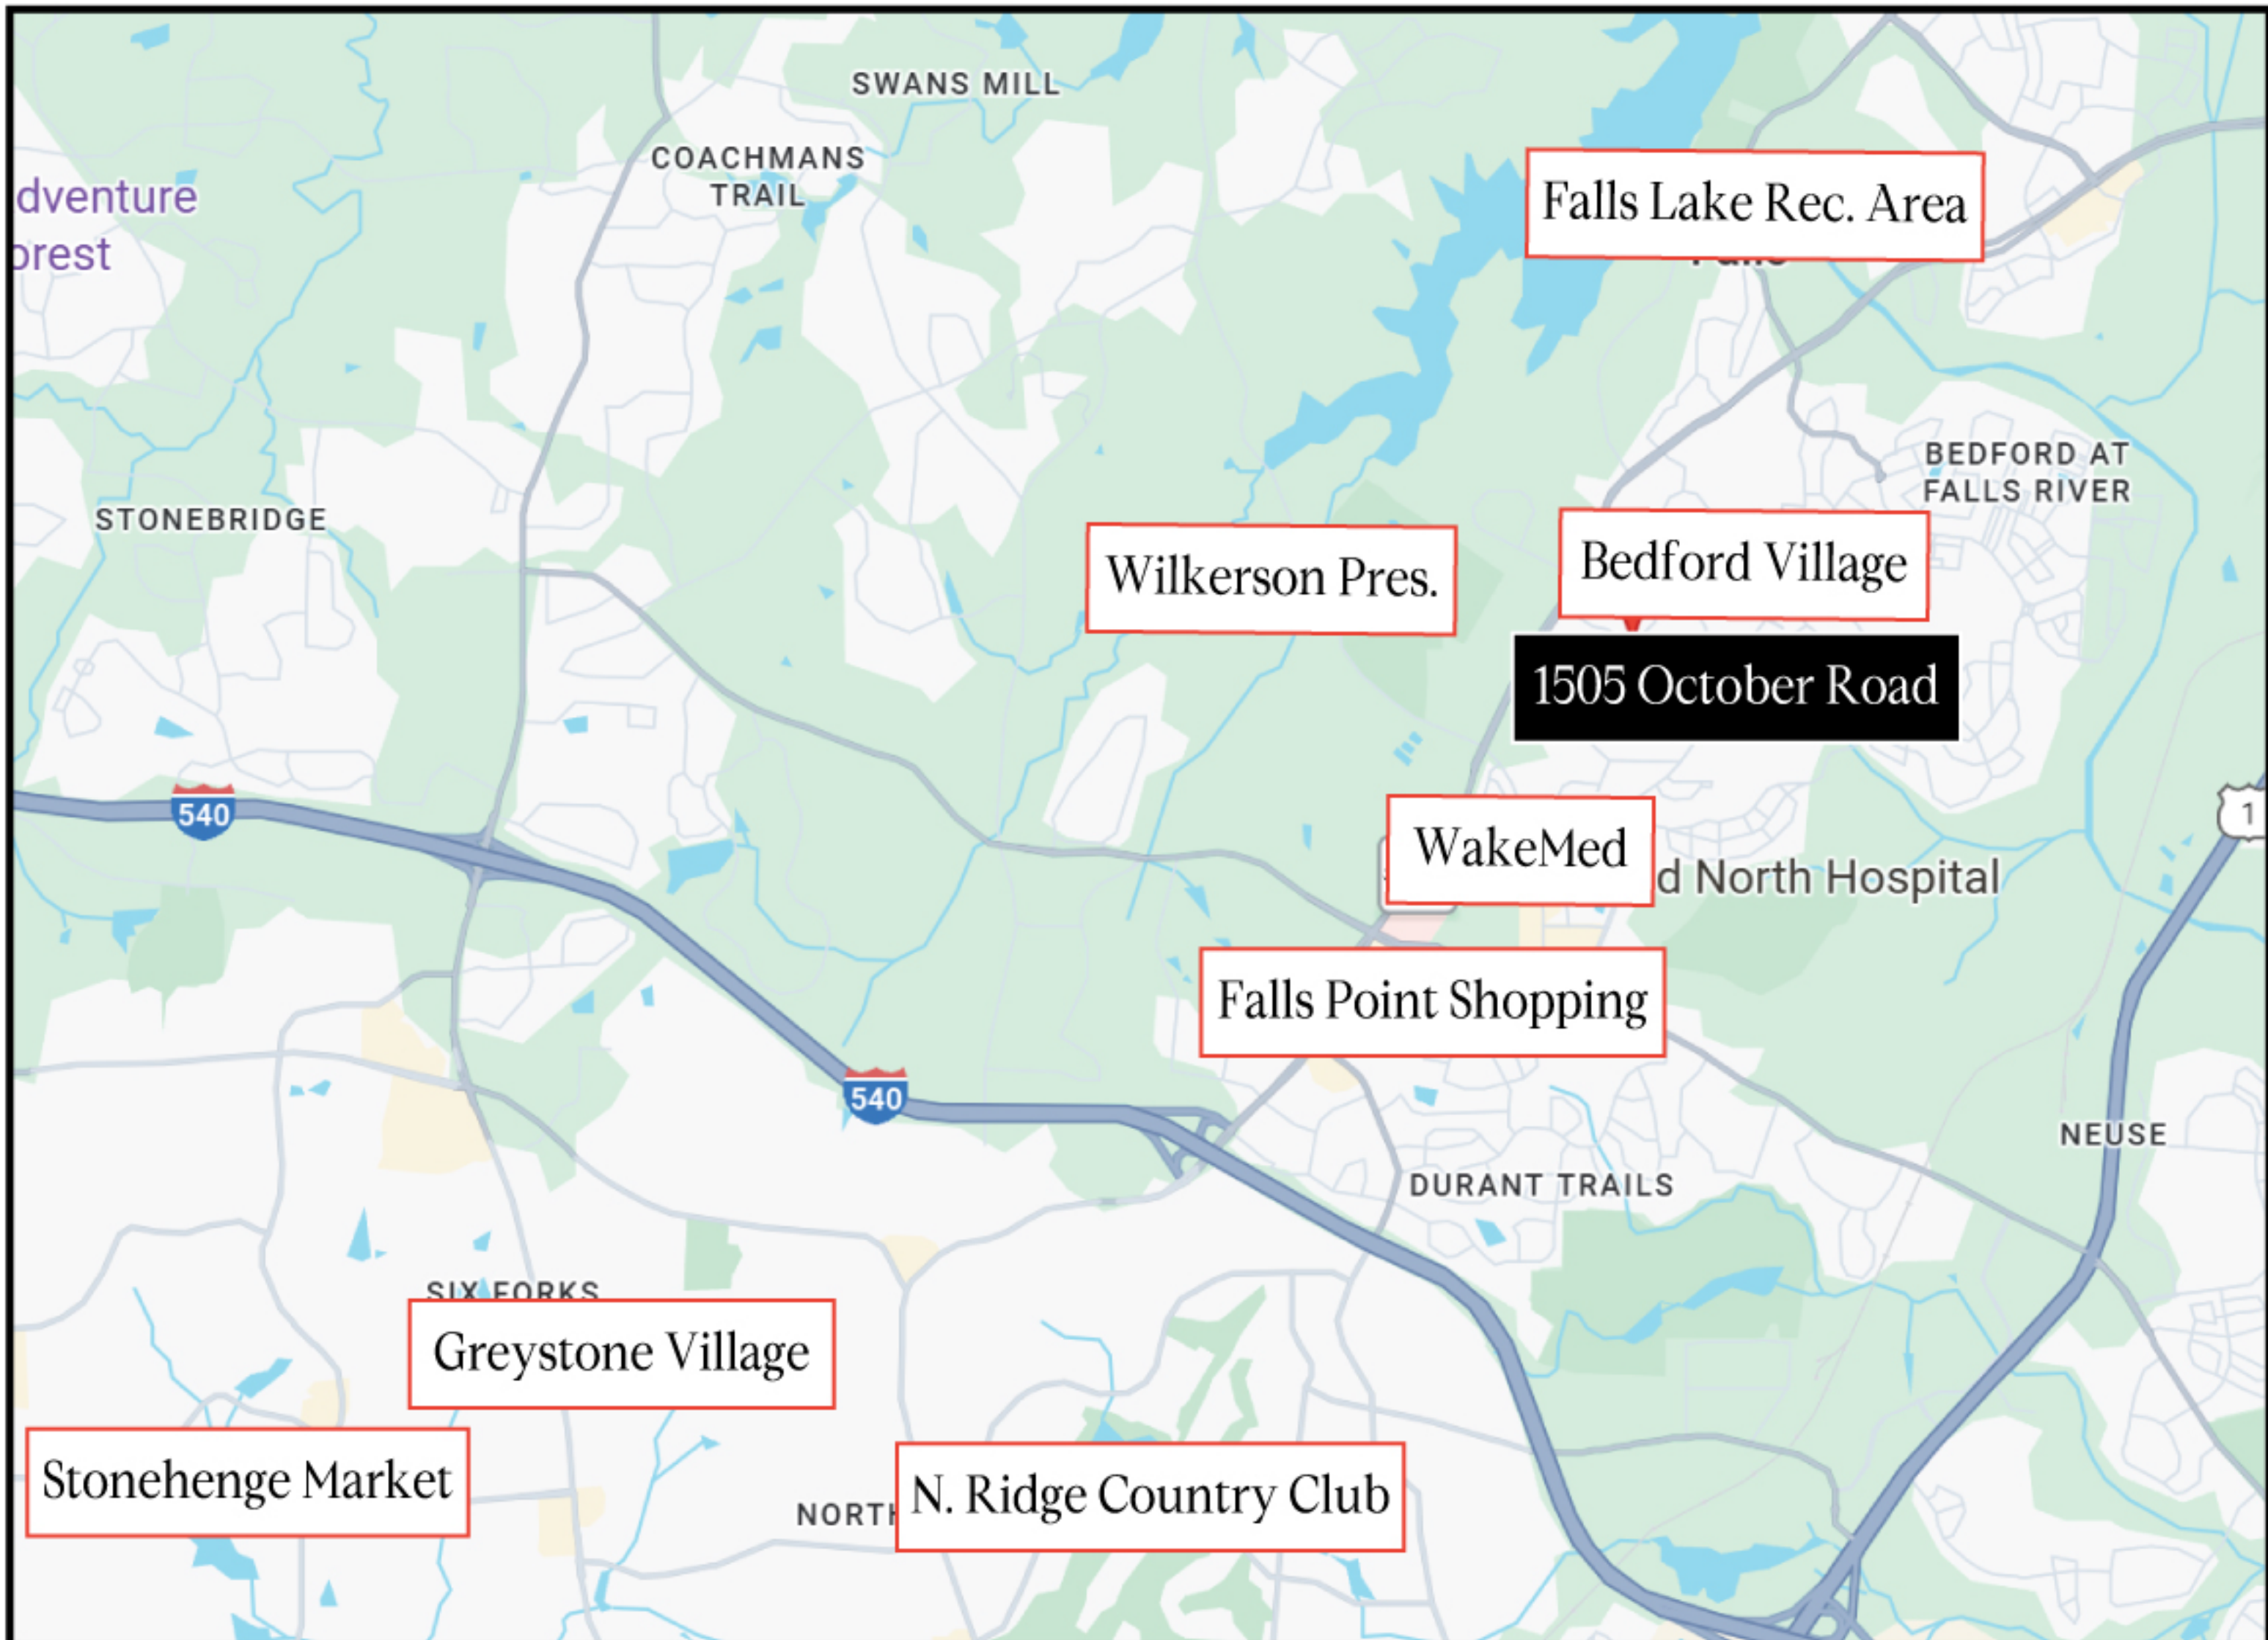 SWANS MILL
COACHMANS
TRAIL
dventure
orest
Falls Lake Rec. Area
Falls
BEDFORD AT
FALLS RIVER
STONEBRIDGE
Wilkerson Pres.
Bedford Village
1505 October Road
540
1
WakeMed
d North Hospital
Falls Point Shopping
540
NEUSE
DURANT TRAILS
SIX FORKS
Greystone Village
Stonehenge Market
N. Ridge Country Club
NORTH